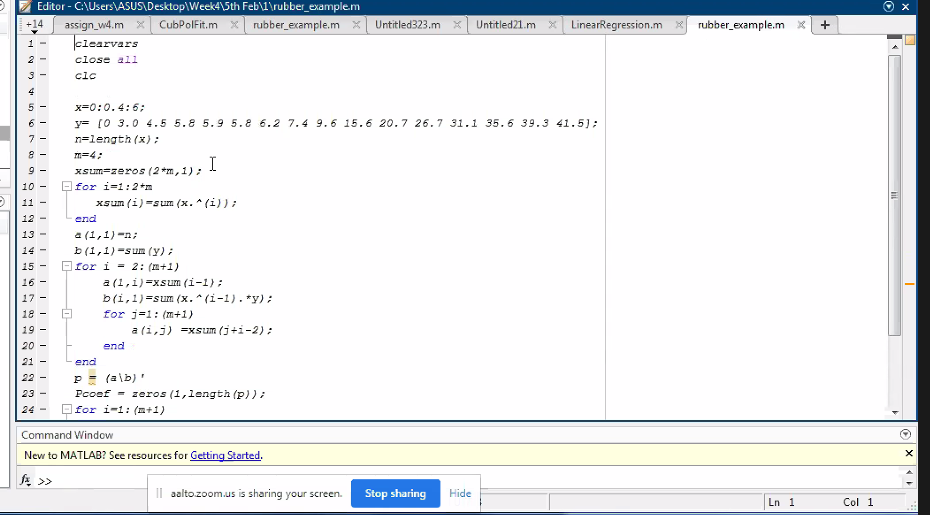 Editor - C:\Users\ASUS\Desktop\Week4\5th Feb\1\rubber_example.m
+14 assign_w4.m CubPolFit.m rubber_example.m Untitled323.m Untitled21.m LinearRegression.m rubber_example.m +
1 - clearvars
2 - close all
3 - clc
4
5 - x=0:0.4:6;
6 - y= [0 3.0 4.5 5.8 5.9 5.8 6.2 7.4 9.6 15.6 20.7 26.7 31.1 35.6 39.3 41.5];
7 - n=length(x);
8 - m=4;
9 - xsum=zeros(2*m,1);
10 - for i=1:2*m
11 - xsum(i)=sum(x.^(i));
12 - end
13 - a(1,1)=n;
14 - b(1,1)=sum(y);
15 - for i = 2:(m+1)
16 - a(1,i)=xsum(i-1);
17 - b(i,1)=sum(x.^(i-1).*y);
18 - for j=1:(m+1)
19 - a(i,j) =xsum(j+i-2);
20 - end
21 - end
22 - p = (a\b)'
23 - Pcoef = zeros(1,length(p));
24 - for i=1:(m+1)
Command Window
New to MATLAB? See resources for Getting Started.
fx >>
aalto.zoom.us is sharing your screen. Stop sharing Hide
Ln 1 Col 1